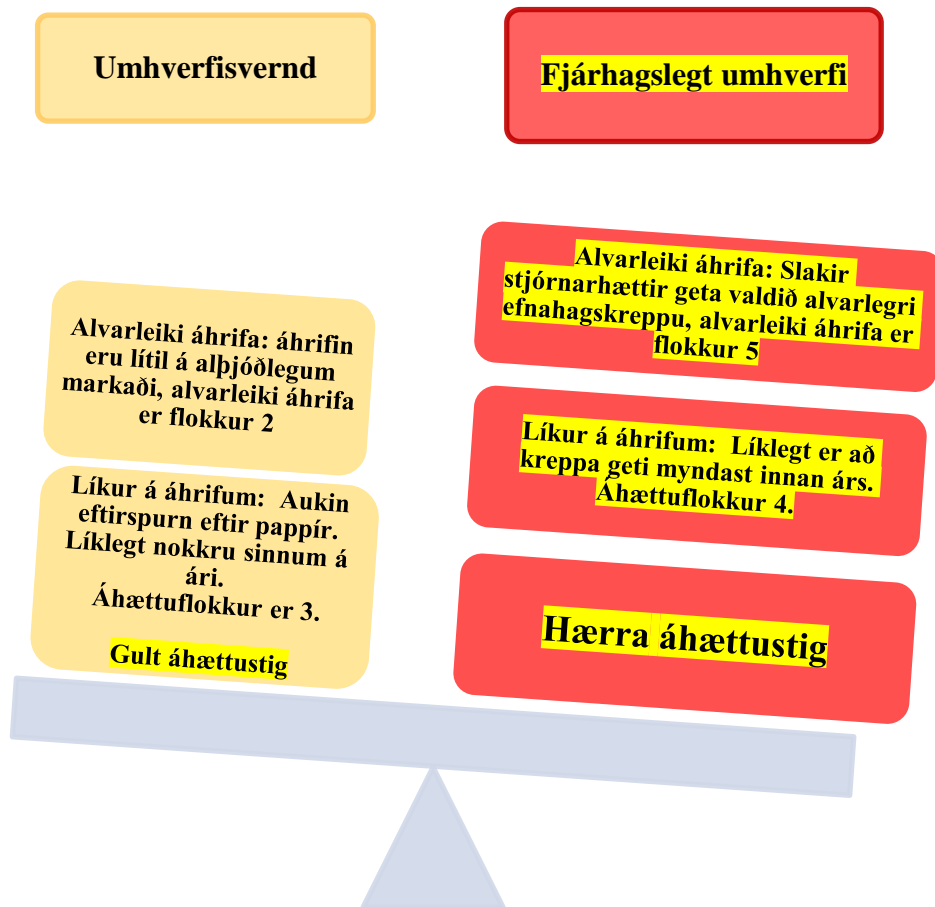 Umhverfisvernd
Fjárhagslegt umhverfi
Alvarleiki áhrifa: áhrifin
eru lítil á alþjóðlegum
markaði, alvarleiki áhrifa
er flokkur 2
Líkur á áhrifum:  Aukin
eftirspurn eftir pappír.
Líklegt nokkru sinnum á
ári.
Áhættuflokkur er 3.
Gult áhættustig
Alvarleiki áhrifa: Slakir
stjórnarhættir geta valdið alvarlegri
efnahagskreppu, alvarleiki áhrifa er
flokkur 5
Líkur á áhrifum:  Líklegt er að
kreppa geti myndast innan árs.
Áhættuflokkur 4.
Hærra áhættustig